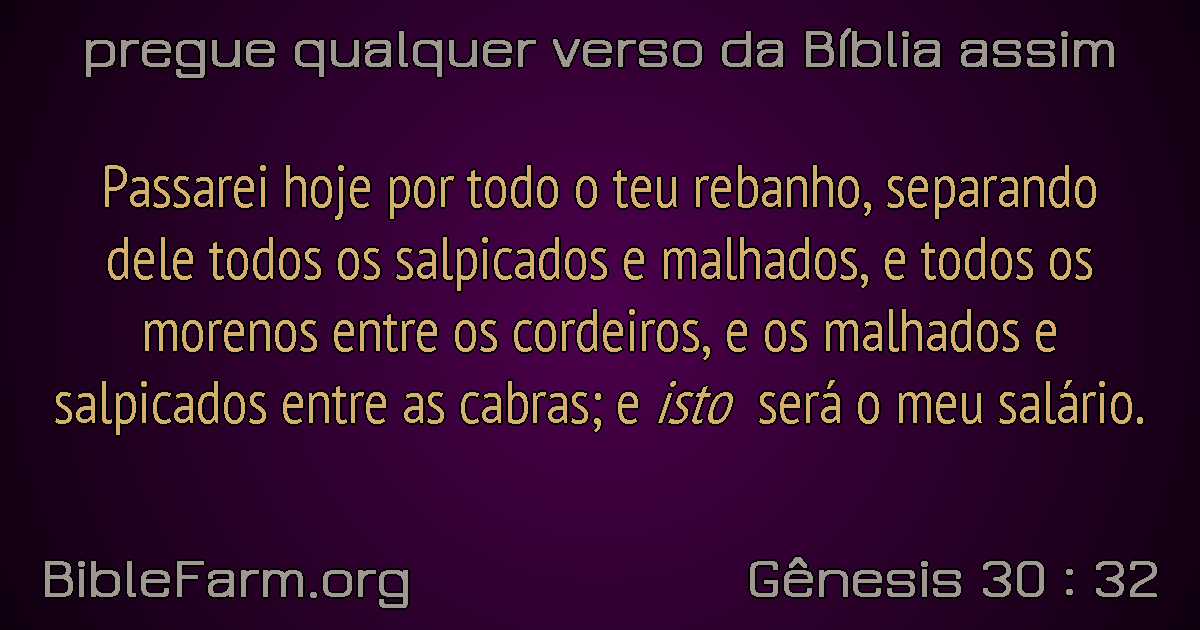 pregue qualquer verso da Bíblia assim
Passarei hoje por todo o teu rebanho, separando
dele todos os salpicados e malhados, e todos os
morenos entre os cordeiros, e os malhados e
salpicados entre as cabras; e isto será o meu salário.
BibleFarm.org
Gênesis 30 : 32